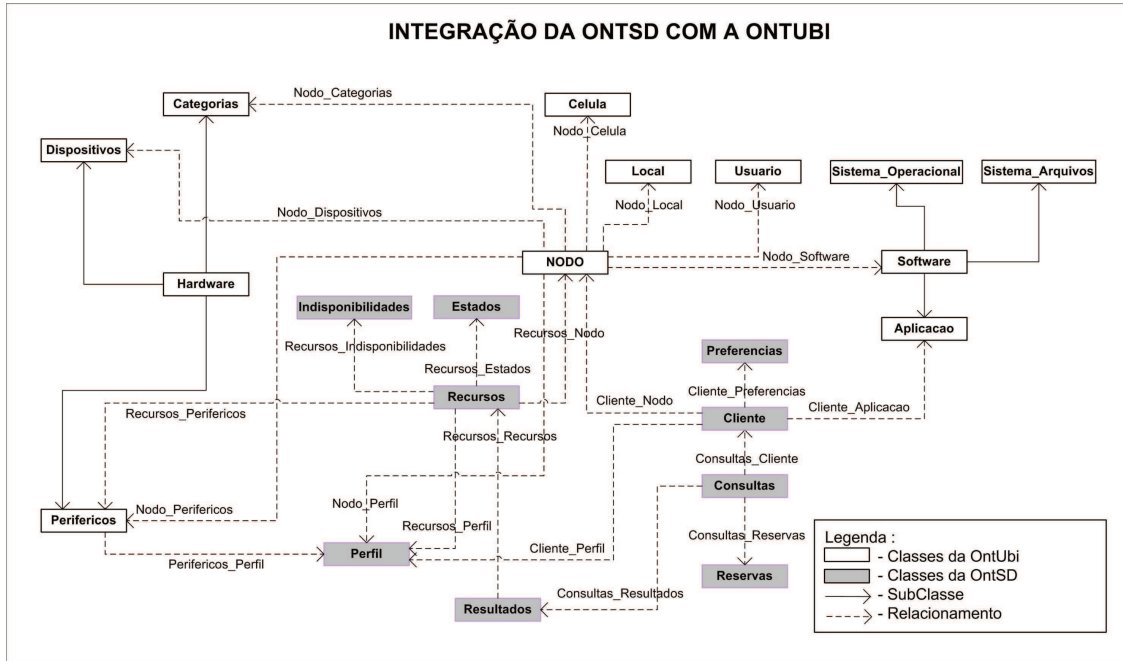 INTEGRAÇÃO DA ONTSD COM A ONTUBI
Nodo_Categorias
Categorias
Celula
Nodo_Celula
Dispositivos
Local
Usuario
Sistema_Operacional
Sistema_Arquivos
Nodo_Dispositivos
Nodo_Local
Nodo_Usuario
Nodo_Software
NODO
Software
Hardware
Indisponibilidades
Estados
Recursos_Nodo
Aplicacao
Recursos_Indisponibilidades
Preferencias
Recursos_Estados
Cliente_Preferencias
Recursos
Cliente_Nodo
Cliente_Aplicacao
Recursos_Perifericos
Cliente
Recursos_Recursos
Consultas_Cliente
Consultas
Nodo_Perfil
Nodo_Perifericos
Perifericos
Recursos_Perfil
Consultas_Reservas
Cliente_Perfil
Perfil
Perifericos_Perfil
Reservas
Consultas_Resultados
Resultados
Legenda :
- Classes da OntUbi
- Classes da OntSD
- SubClasse
- Relacionamento